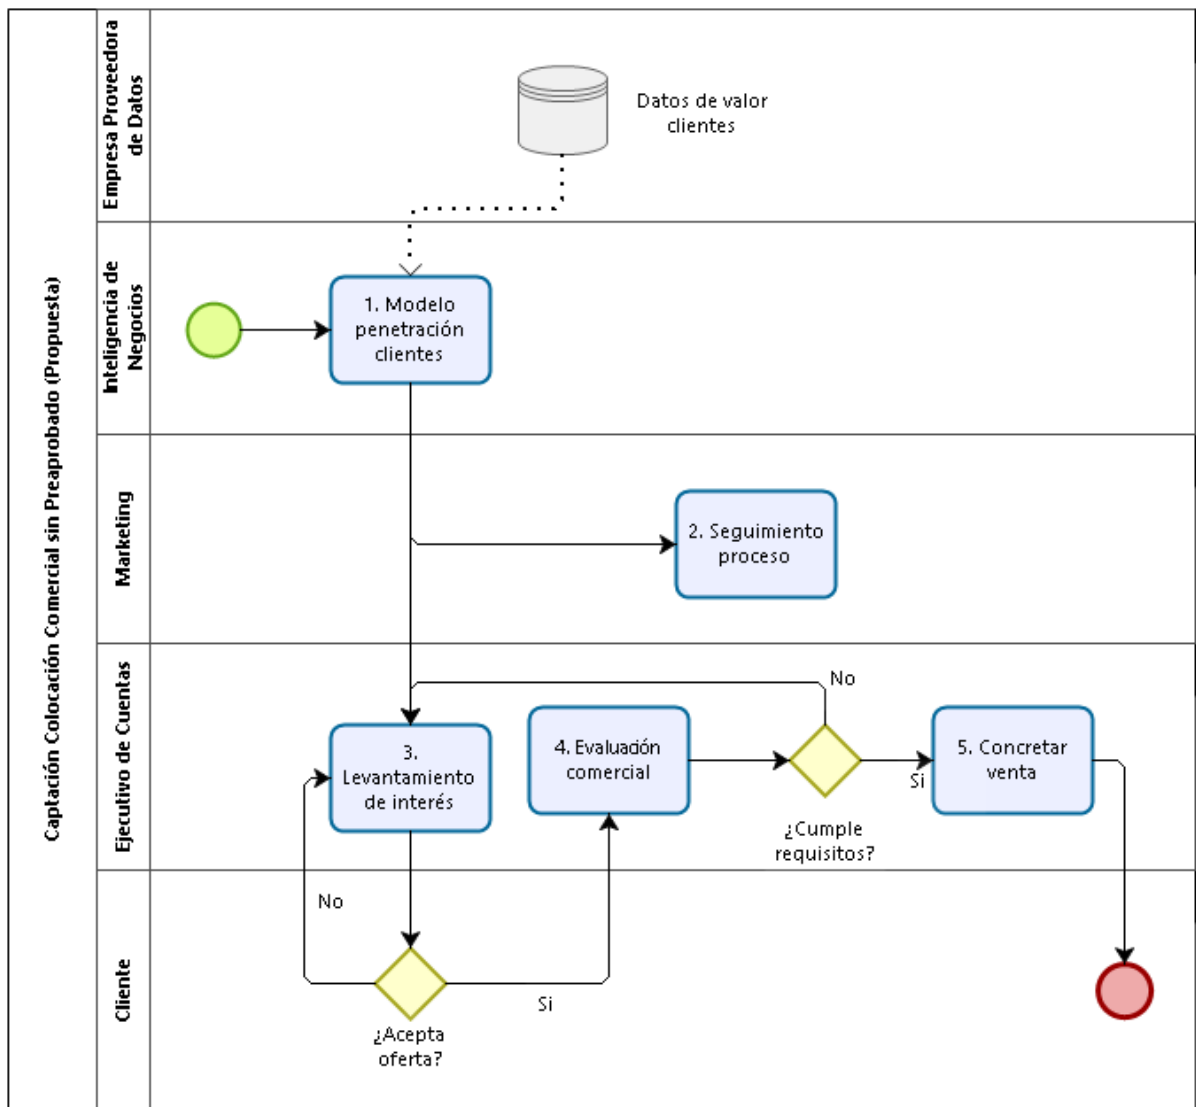 Captación Colocación Comercial sin Preaprobado (Propuesta)
Empresa Proveedora
de Datos
Datos de valor
clientes
Inteligencia de
Negocios
1. Modelo
penetración
clientes
Marketing
2. Seguimiento
proceso
Ejecutivo de Cuentas
3.
Levantamiento
de interés
4. Evaluación
comercial
No
¿Cumple
requisitos?
Si
5. Concretar
venta
Cliente
No
¿Acepta
oferta?
Si